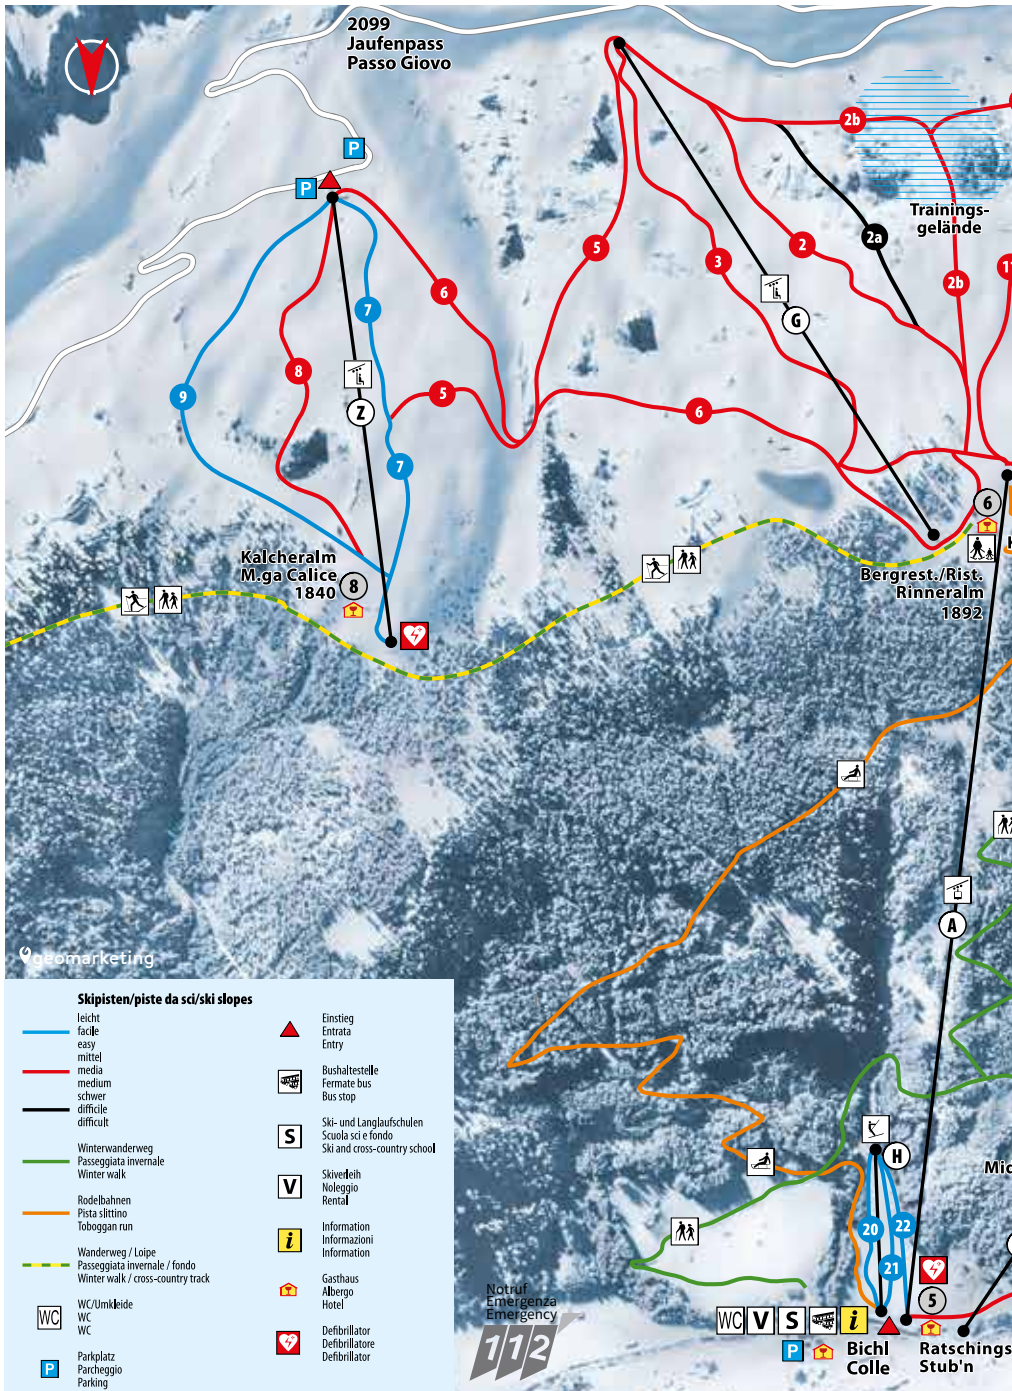 2099
Jaufenpass
Passo Giovo
P
P
2b
Trainings-
gelände
2a
2
5
3
6
7
2b
G
8
Z
9
5
6
7
6
Kalcheralm
M.ga Calice
1840
8
Bergrest./Rist.
Rinneralm
1892
A
geomarketing
H
20
22
21
5
WC
V
S
i
P
Bichl
Colle
Ratschings
Stub'n
Notruf
Emergenza
Emergency
112
Skipisten/piste da sci/ski slopes
leicht
facile
easy
mittel
media
medium
schwer
difficile
difficult
Winterwanderweg
Passeggiata invernale
Winter walk
Rodelbahnen
Pista slittino
Toboggan run
Wanderweg / Loipe
Passeggiata invernale / fondo
Winter walk / cross-country track
WC
WC/Umkleide
WC
WC
P
Parkplatz
Parcheggio
Parking
Einstieg
Entrata
Entry
Bushaltestelle
Fermate bus
Bus stop
S
Ski- und Langlaufschulen
Scuola sci e fondo
Ski and cross-country school
V
Skiverleih
Noleggio
Rental
i
Information
Informazioni
Information
Gasthaus
Albergo
Hotel
Defibrillator
Defibrillatore
Defibrillator